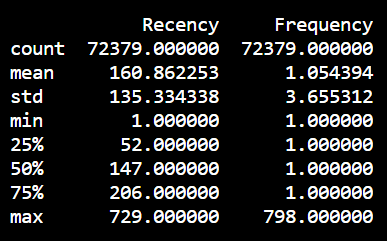 Recency Frequency
count 72379.000000 72379.000000
mean 160.862253 1.054394
std 135.334338 3.655312
min 1.000000 1.000000
25% 52.000000 1.000000
50% 147.000000 1.000000
75% 206.000000 1.000000
max 729.000000 798.000000